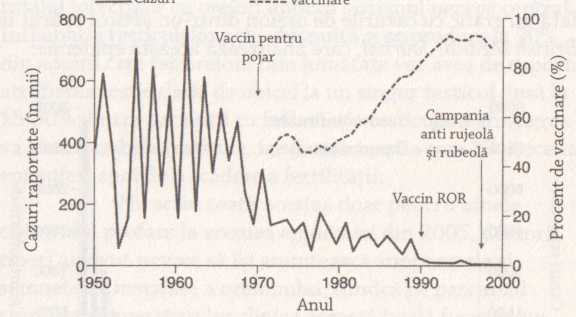 Cazuri
Vaccinare
800
100
Vaccin pentru
pojar
600
80
Cazuri raportate (în mii)
Procent de vaccinare (%)
400
60
Campania
anti rujeolă
și rubeolă
40
Vaccin ROR
200
20
0
0
1950
1960
1970
1980
1990
2000
Anul